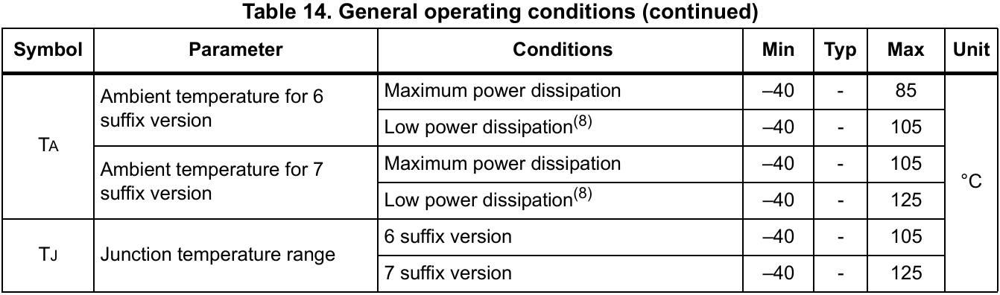 Table 14. General operating conditions (continued)
Symbol Parameter Conditions Min Typ Max Unit
TA Ambient temperature for 6 suffix version Maximum power dissipation –40 - 85 °C
Low power dissipation(8) –40 - 105
Ambient temperature for 7 suffix version Maximum power dissipation –40 - 105
Low power dissipation(8) –40 - 125
TJ Junction temperature range 6 suffix version –40 - 105
7 suffix version –40 - 125